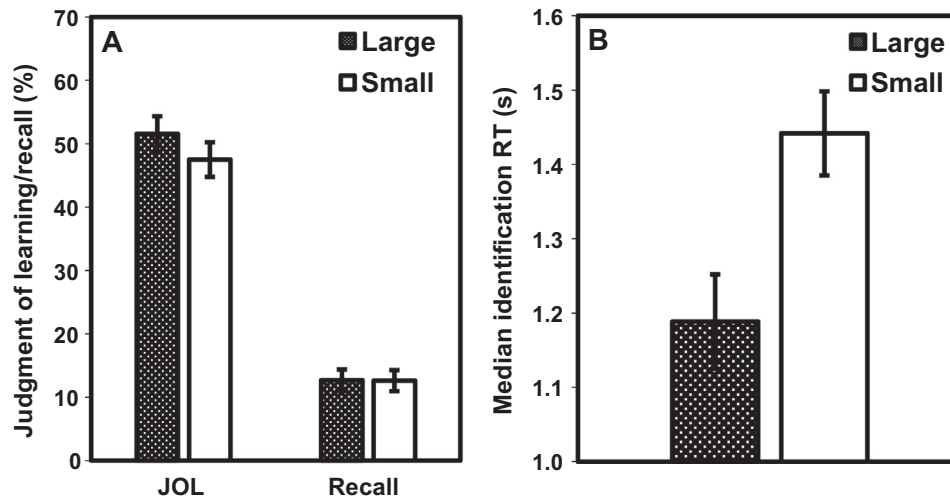 A
Large
Small
Judgment of learning/recall (%)
70
60
50
40
30
20
10
0
JOL
Recall
B
Large
Small
Median identification RT (s)
1.6
1.5
1.4
1.3
1.2
1.1
1.0